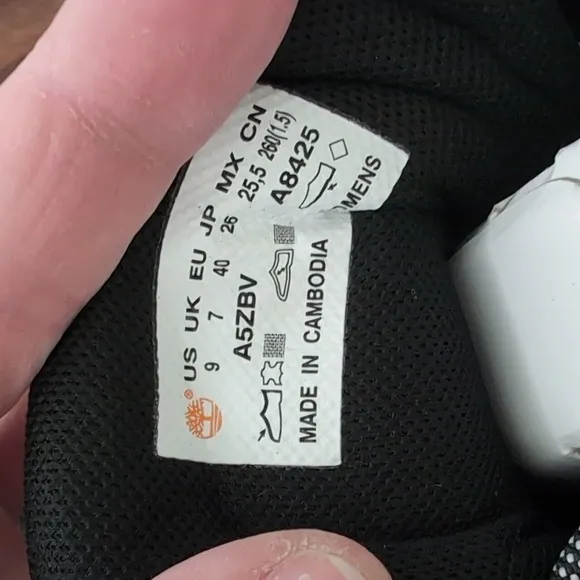 US UK EU JP MX CN
9 7 40 26 25,5 260(1.5)
A5ZBV A8425
MADE IN CAMBODIA